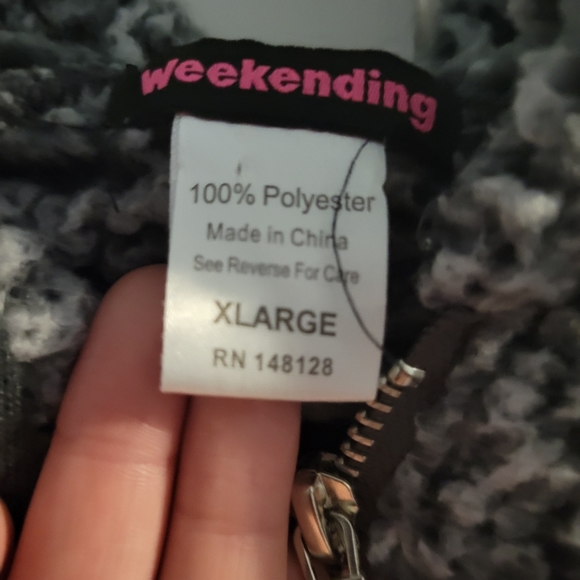 weekending
100% Polyester
Made in China
See Reverse For Care
XLARGE
RN 148128